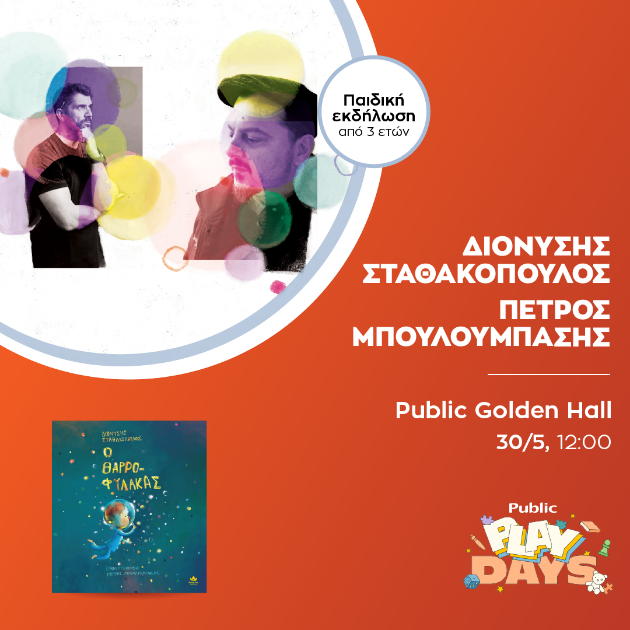 Παιδική
εκδήλωση
από 3 ετών
ΔΙΟΝΥΣΗΣ
ΣΤΑΘΑΚΟΠΟΥΛΟΣ
ΠΕΤΡΟΣ
ΜΠΟΥΛΟΥΜΠΑΣΗΣ
Public Golden Hall
30/5, 12:00
ΔΙΟΝΥΣΗΣ
ΣΤΑΘΑΚΟΠΟΥΛΟΣ
Ο
ΘΑΡΡΟ-
ΦΥΛΑΚΑΣ
Public
PLAY
DAYS